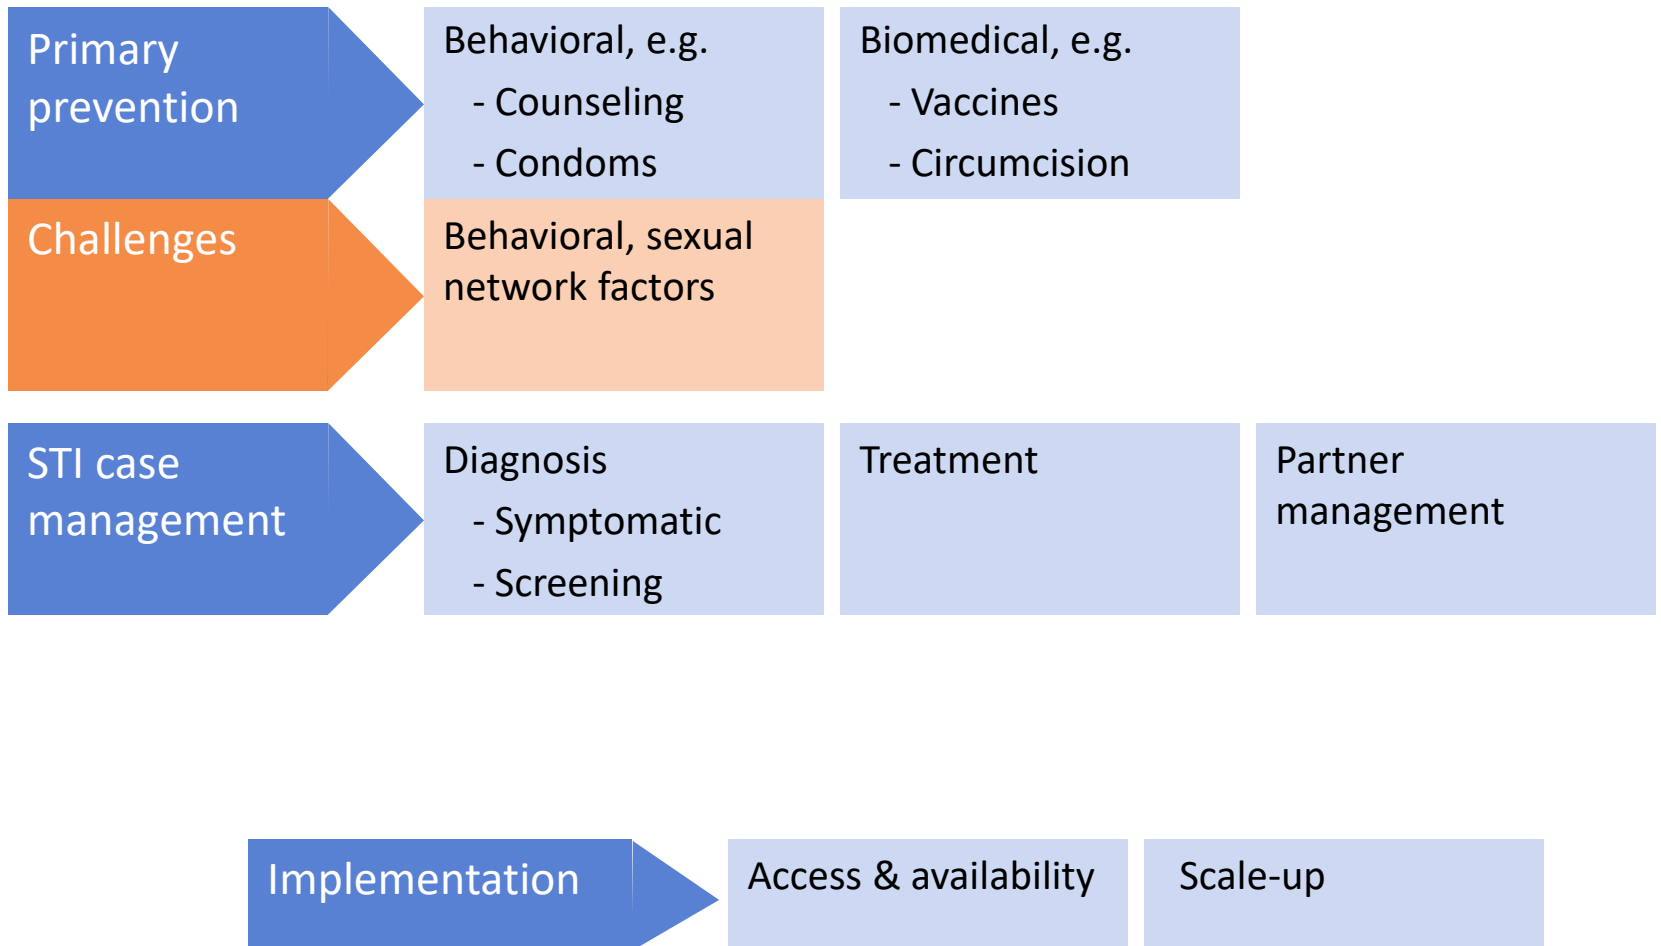 Primary
prevention
Behavioral, e.g.
- Counseling
- Condoms
Biomedical, e.g.
- Vaccines
- Circumcision
Challenges
Behavioral, sexual
network factors
STI case
management
Diagnosis
- Symptomatic
- Screening
Treatment
Partner
management
Implementation
Access & availability
Scale-up